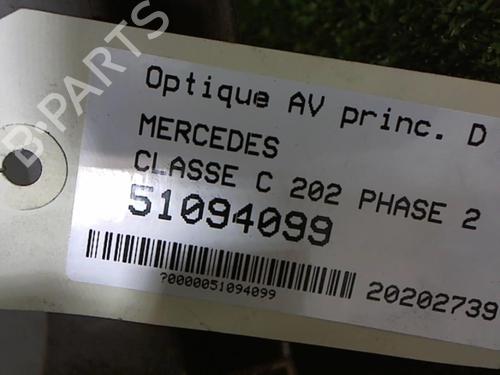 B-PARTS
Optique AV princ. D
MERCEDES
CLASSE C 202 PHASE 2
51094099
?0000051094099
20202739